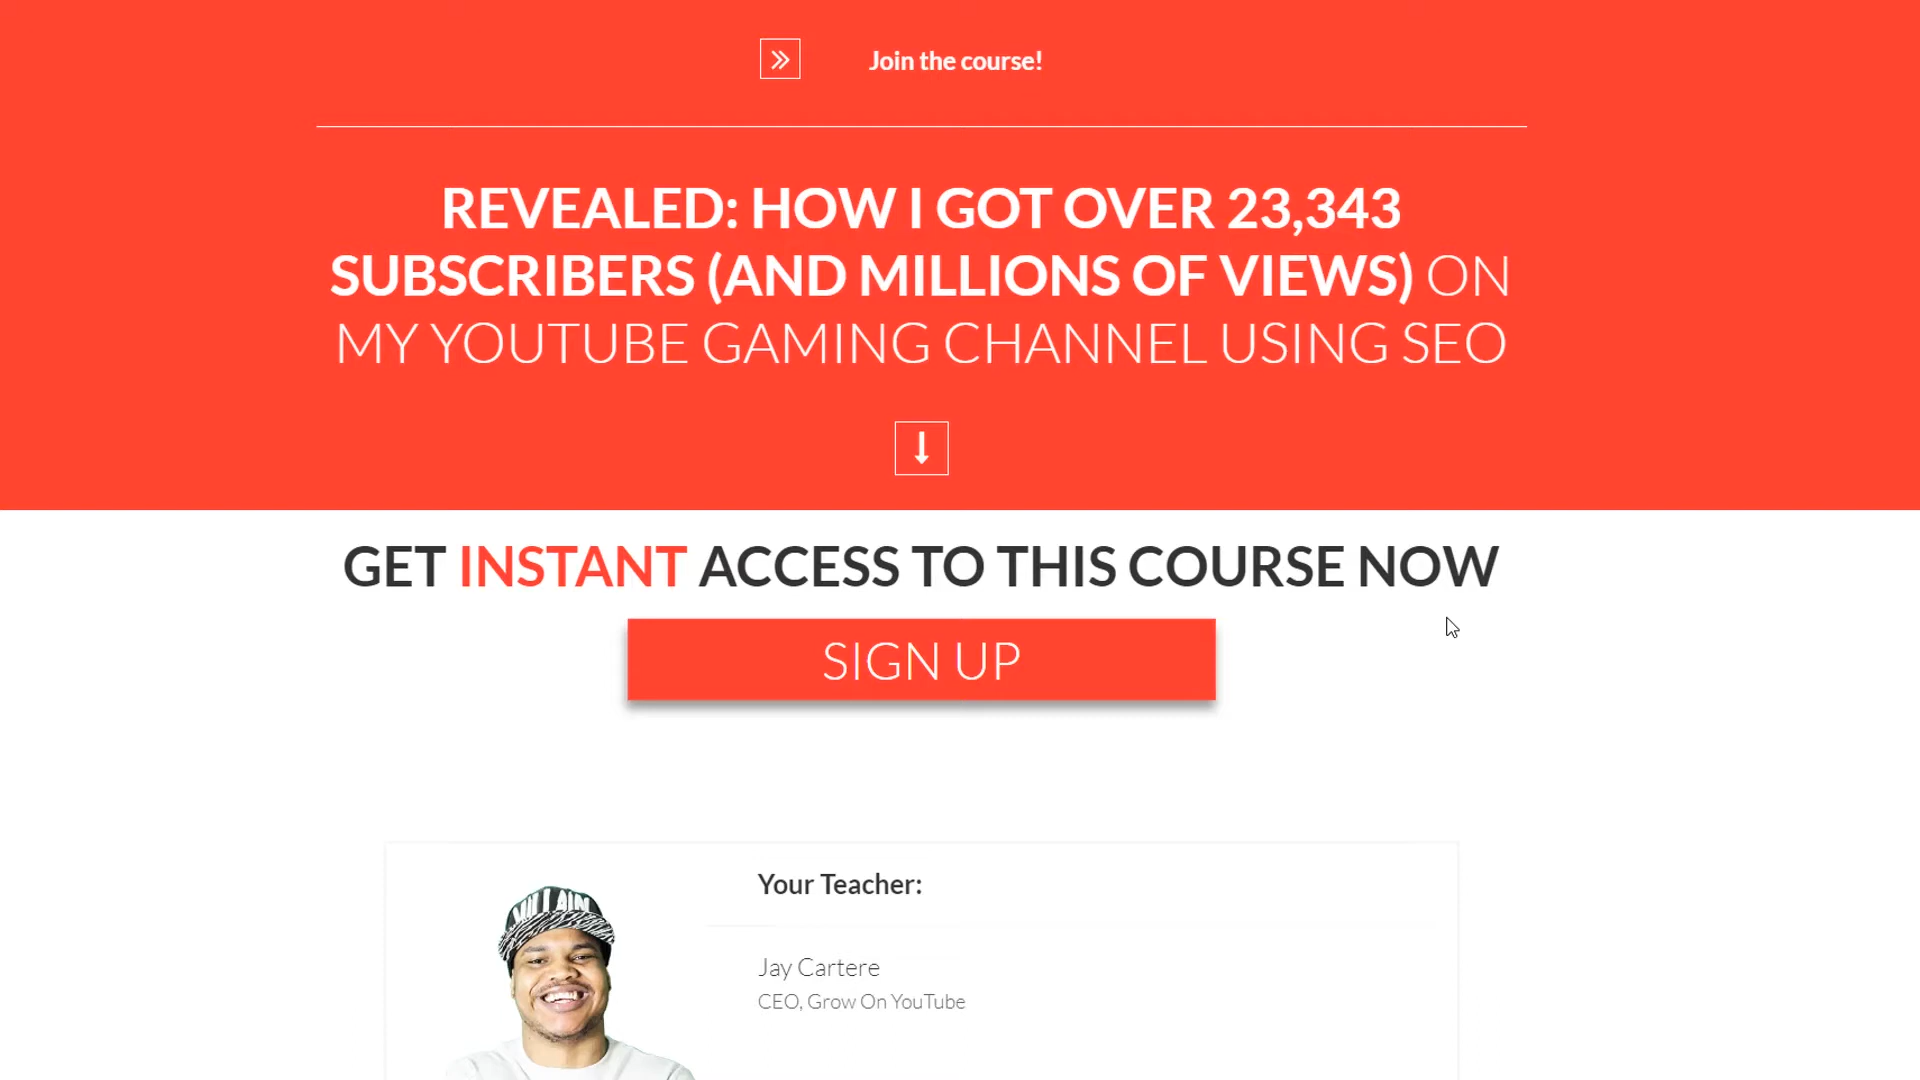 Join the course!
REVEALED: HOW I GOT OVER 23,343
SUBSCRIBERS (AND MILLIONS OF VIEWS) ON
MY YOUTUBE GAMING CHANNEL USING SEO
GET INSTANT ACCESS TO THIS COURSE NOW
SIGN UP
Your Teacher:
Jay Cartere
CEO, Grow On YouTube